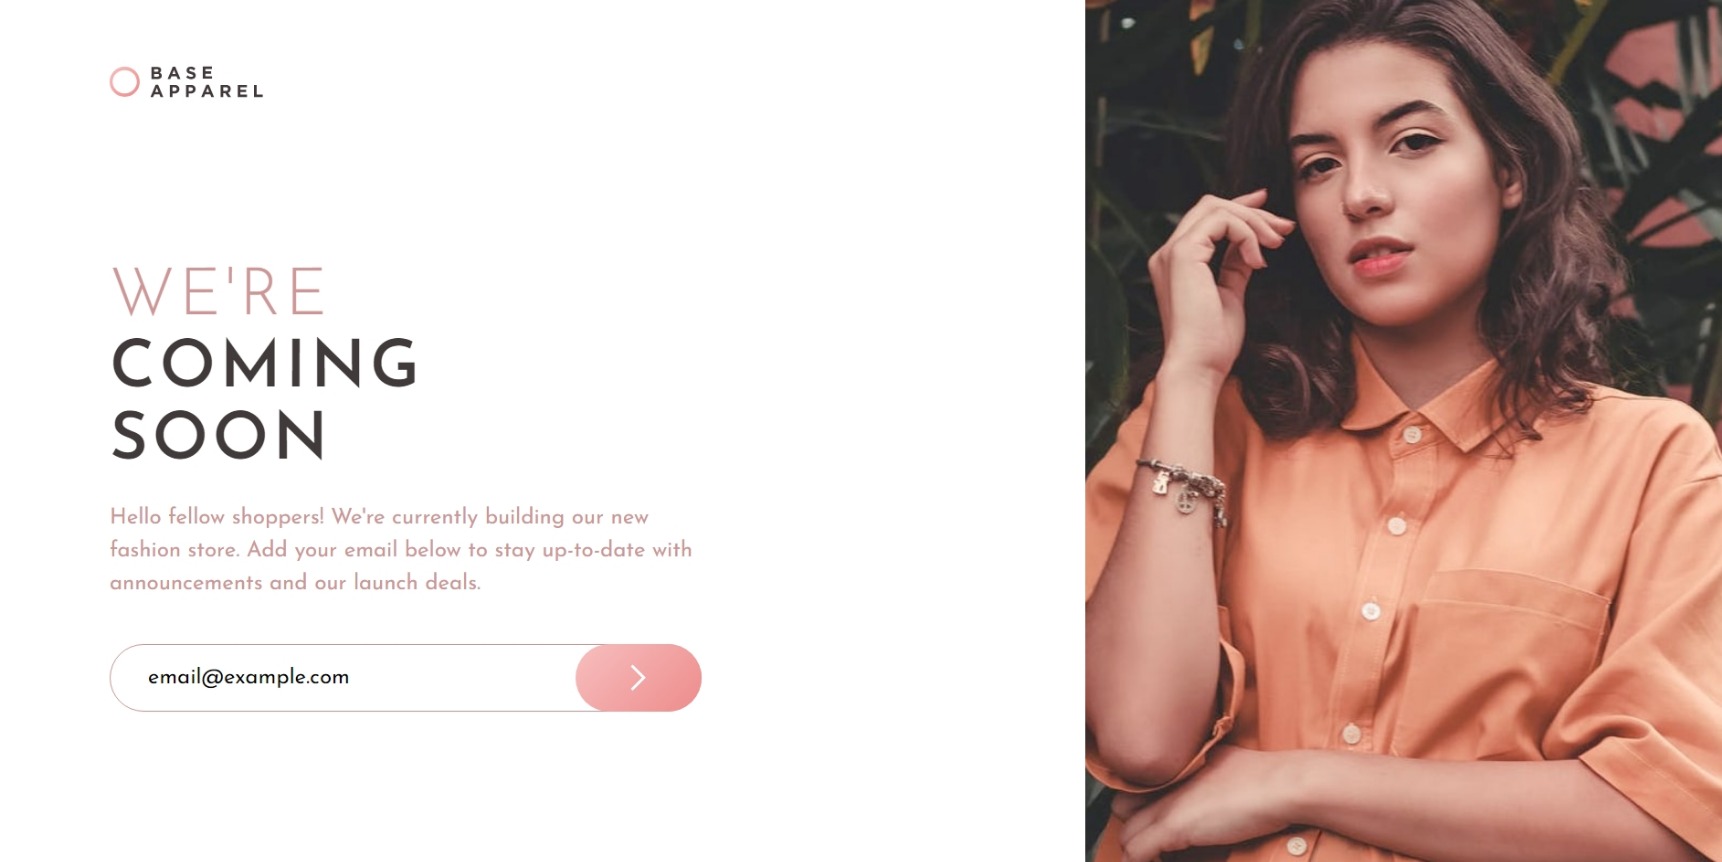 BASE
APPAREL
WE'RE
COMING
SOON
Hello fellow shoppers! We're currently building our new
fashion store. Add your email below to stay up-to-date with
announcements and our launch deals.
email@example.com